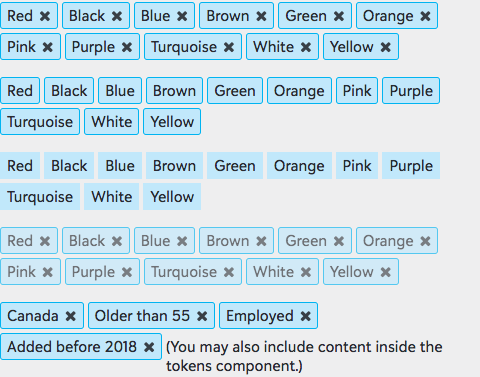 Red ✖ Black ✖ Blue ✖ Brown ✖ Green ✖ Orange ✖
Pink ✖ Purple ✖ Turquoise ✖ White ✖ Yellow ✖
Red Black Blue Brown Green Orange Pink Purple
Turquoise White Yellow
Red Black Blue Brown Green Orange Pink Purple
Turquoise White Yellow
Red ✖ Black ✖ Blue ✖ Brown ✖ Green ✖ Orange ✖
Pink ✖ Purple ✖ Turquoise ✖ White ✖ Yellow ✖
Canada ✖ Older than 55 ✖ Employed ✖
Added before 2018 ✖ (You may also include content inside the
tokens component.)